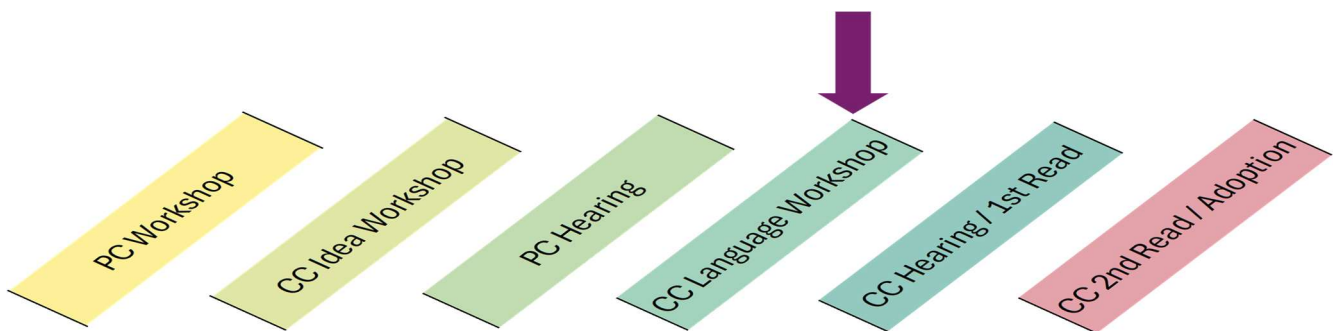 PC Workshop
CC Idea Workshop
PC Hearing
CC Language Workshop
CC Hearing / 1st Read
CC 2nd Read / Adoption